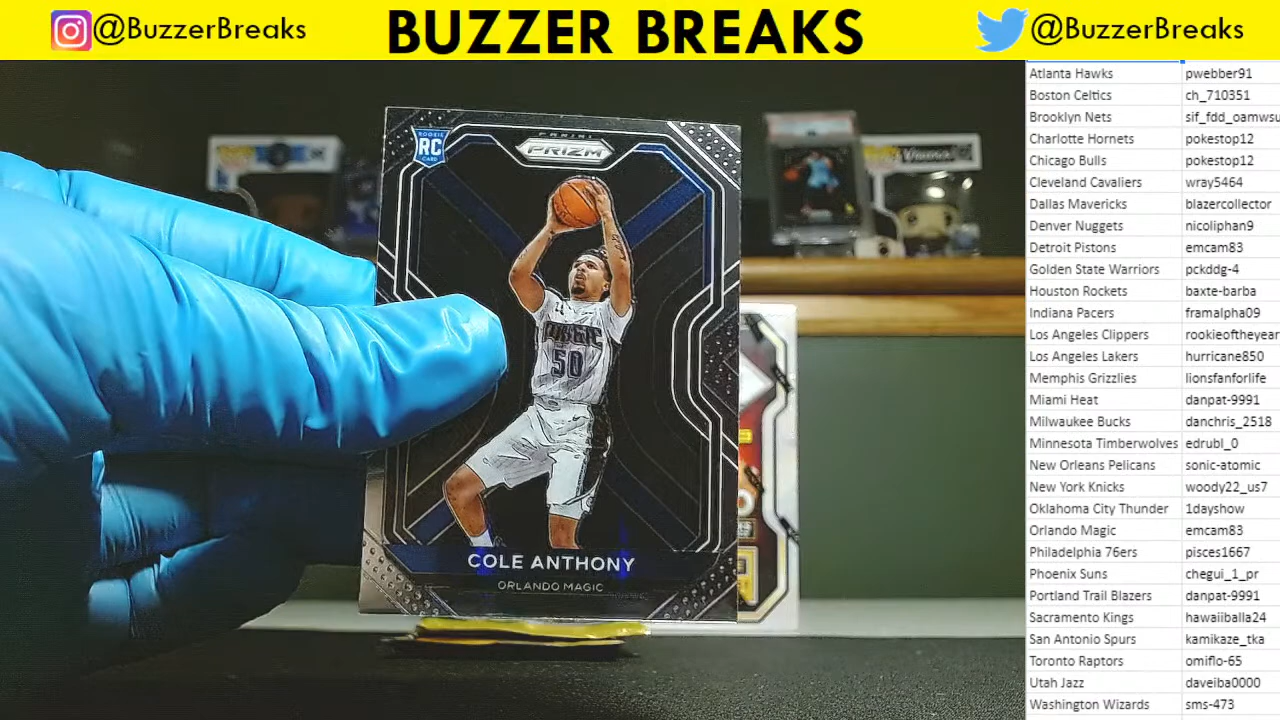 @BuzzerBreaks
BUZZER BREAKS
@BuzzerBreaks
ROOKIE
RC
CARD
PANINI
PRIZM
MAGIC
50
COLE ANTHONY
ORLANDO MAGIC
Atlanta Hawks pwebber91
Boston Celtics ch_710351
Brooklyn Nets sif_fdd_oamwsu
Charlotte Hornets pokestop12
Chicago Bulls pokestop12
Cleveland Cavaliers wray5464
Dallas Mavericks blazercollector
Denver Nuggets nicoliphan9
Detroit Pistons emcam83
Golden State Warriors pckddg-4
Houston Rockets baxte-barba
Indiana Pacers framalpha09
Los Angeles Clippers rookieoftheyear
Los Angeles Lakers hurricane850
Memphis Grizzlies lionsfanforlife
Miami Heat danpat-9991
Milwaukee Bucks danchris_2518
Minnesota Timberwolves edrubl_0
New Orleans Pelicans sonic-atomic
New York Knicks woody22_us7
Oklahoma City Thunder 1dayshow
Orlando Magic emcam83
Philadelphia 76ers pisces1667
Phoenix Suns chegui_1_pr
Portland Trail Blazers danpat-9991
Sacramento Kings hawaiiballa24
San Antonio Spurs kamikaze_tka
Toronto Raptors omiflo-65
Utah Jazz daveiba0000
Washington Wizards sms-473